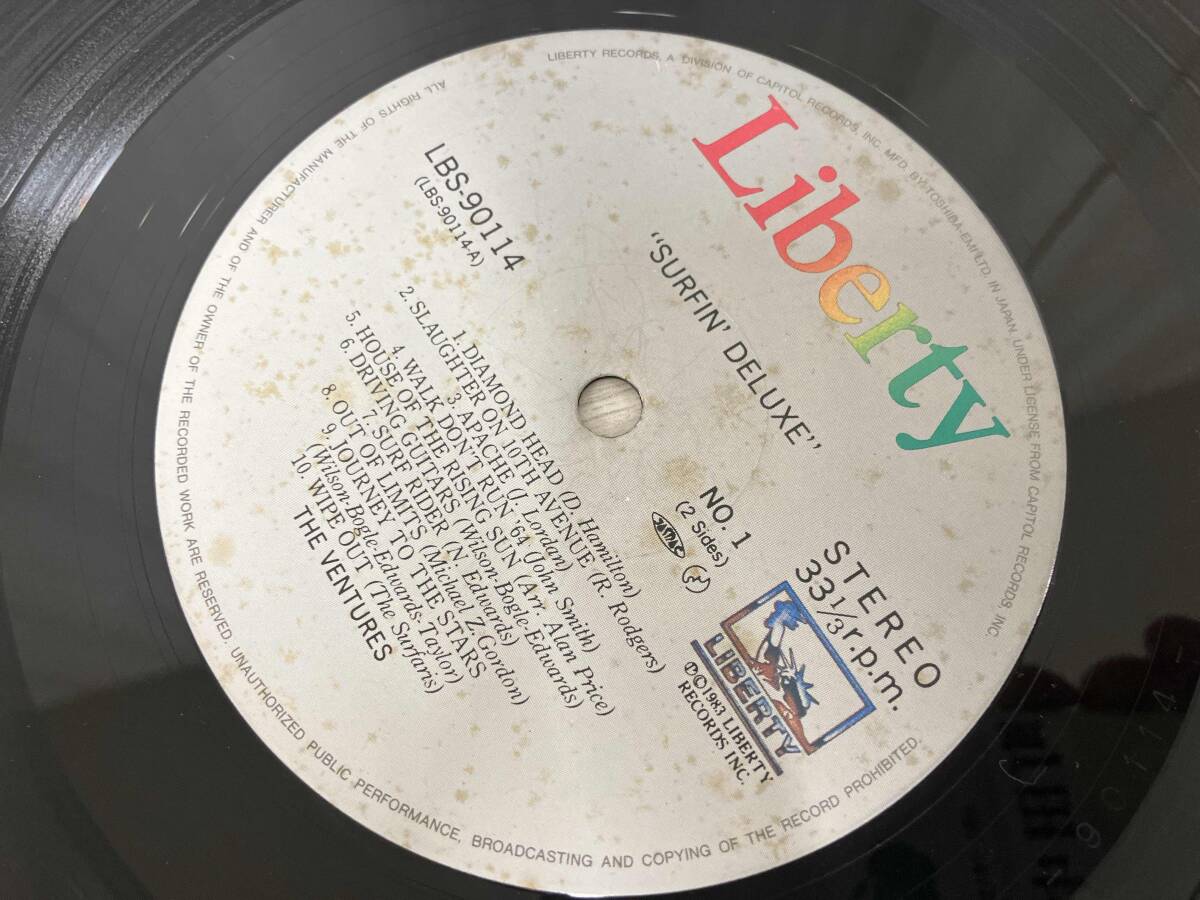 LIBERTY RECORDS, A DIVISION OF CAPITOL RECORDS, INC. MFD. BY TOSHIBA-EMI LTD. IN JAPAN. UNDER LICENSE FROM CAPITOL RECORDS, INC.
Liberty
"SURFIN' DELUXE"
LBS-90114
(LBS-90114-A)
NO. 1
(2 Sides)
STEREO
33 1/3 r.p.m.
JASRAC
LIBERTY
Ⓟ©1983 LIBERTY
RECORDS INC.
1. DIAMOND HEAD (D. Hamilton)
2. SLAUGHTER ON 10TH AVENUE (R. Rodgers)
3. APACHE (J. Lordan)
4. WALK DON'T RUN '64 (John Smith)
5. HOUSE OF THE RISING SUN (Arr. Alan Price)
6. DRIVING GUITARS (Wilson-Bogle-Edwards)
7. SURF RIDER (N. Edwards)
8. OUT OF LIMITS (Michael Z. Gordon)
9. JOURNEY TO THE STARS
(Wilson-Bogle-Edwards-Taylor)
10. WIPE OUT (The Surfaris)
THE VENTURES
ALL RIGHTS OF THE MANUFACTURER AND OF THE OWNER OF THE RECORDED WORK ARE RESERVED. UNAUTHORIZED PUBLIC PERFORMANCE, BROADCASTING AND COPYING OF THE RECORD PROHIBITED.